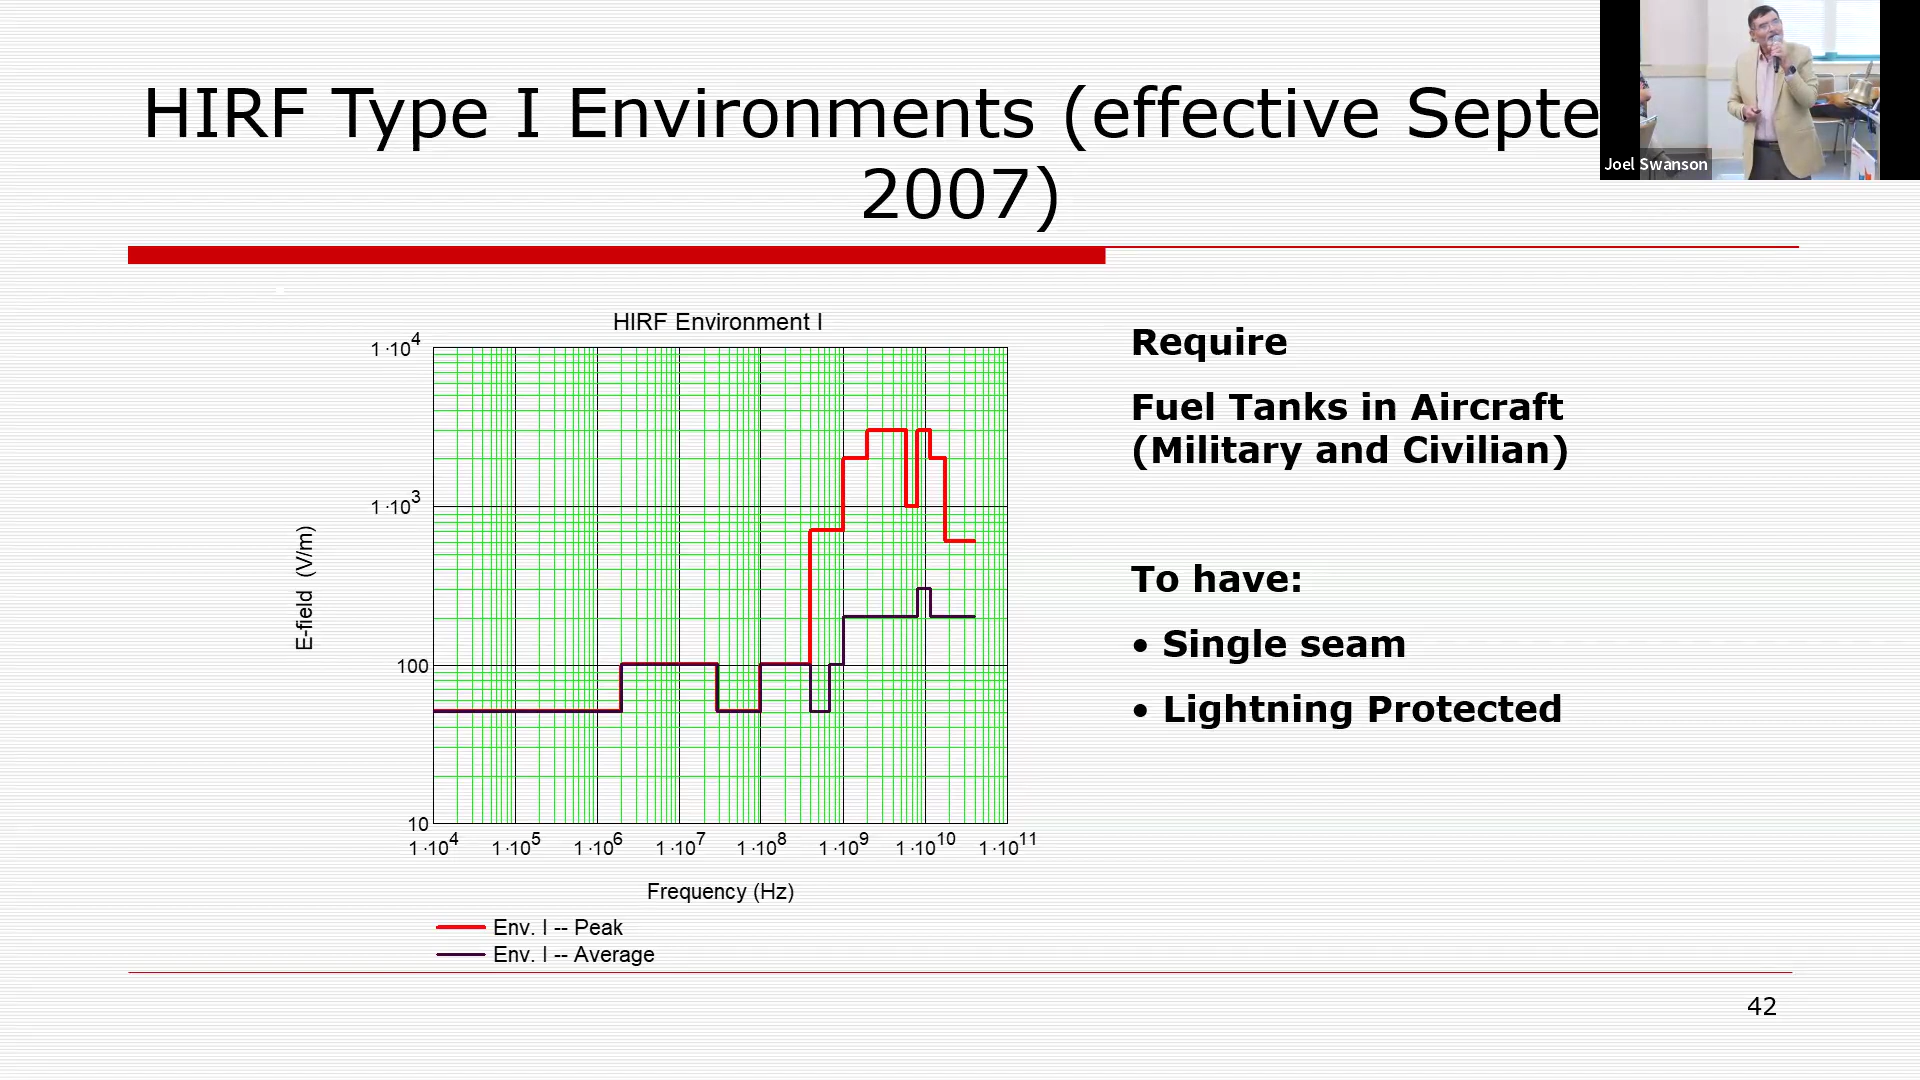 HIRF Type I Environments (effective Septe
2007)
Joel Swanson
HIRF Environment I
1·10^4
1·10^3
100
10
E-field (V/m)
1·10^4 1·10^5 1·10^6 1·10^7 1·10^8 1·10^9 1·10^10 1·10^11
Frequency (Hz)
Env. I -- Peak
Env. I -- Average
Require
Fuel Tanks in Aircraft
(Military and Civilian)
To have:
• Single seam
• Lightning Protected
42